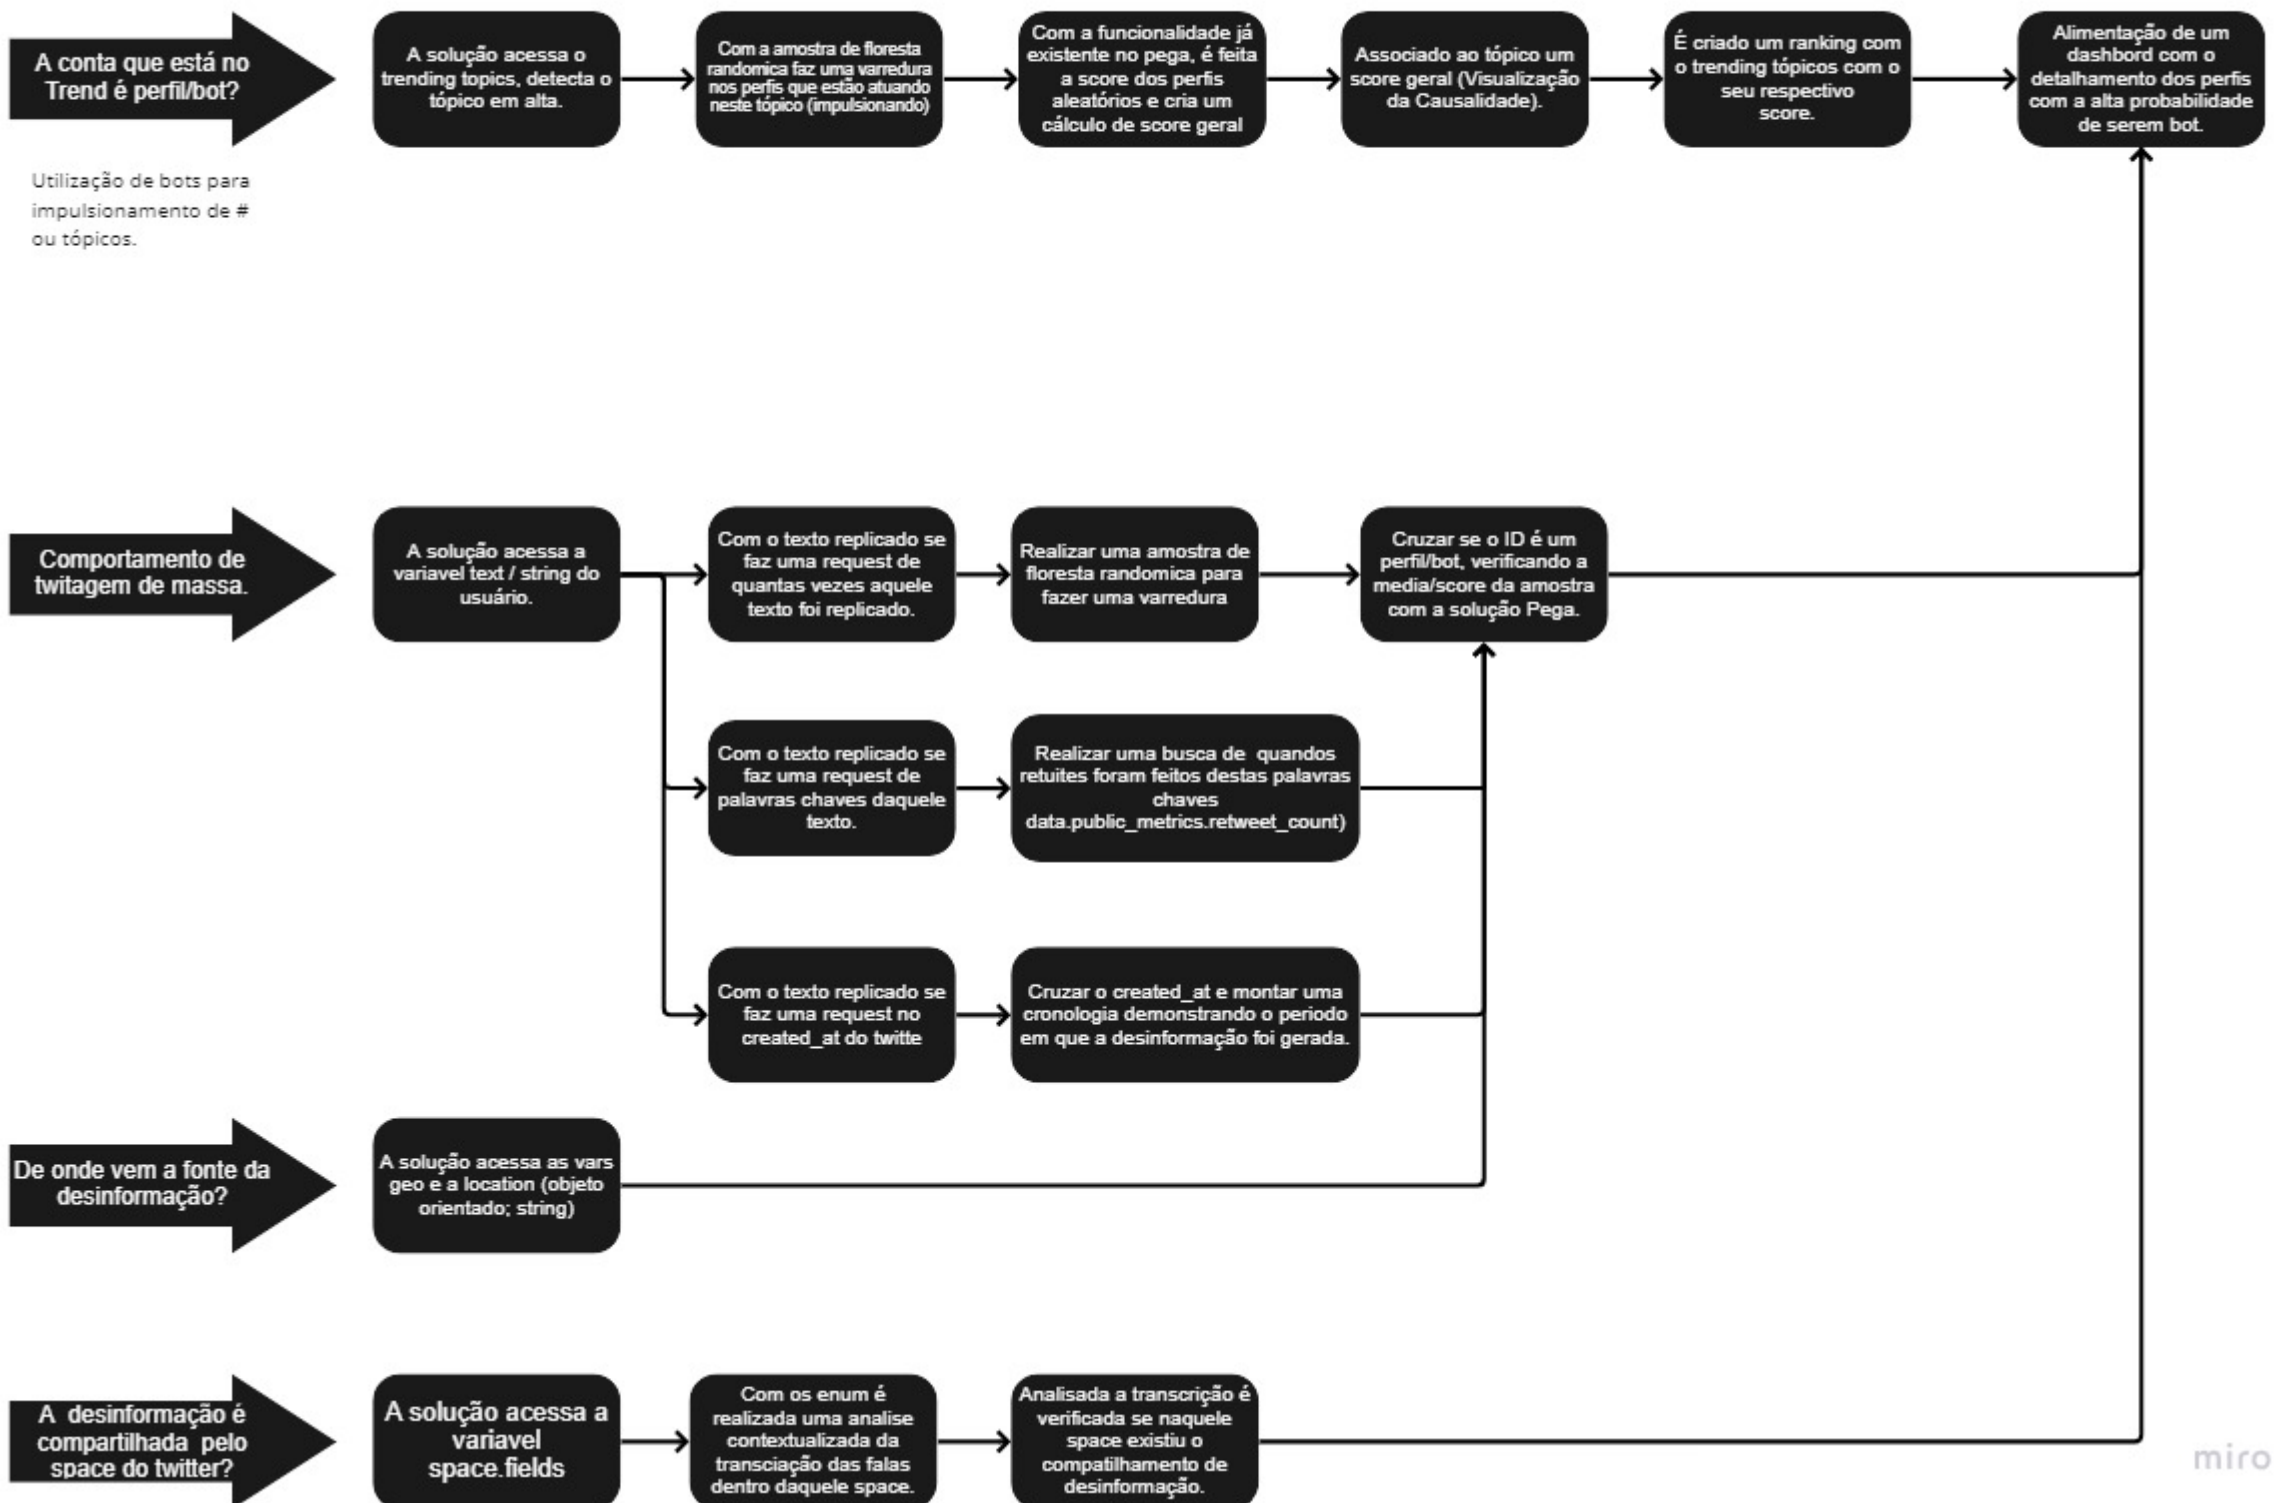 A conta que está no
Trend é perfil/bot?
A solução acessa o
trending topics, detecta o
tópico em alta.
Com a amostra de floresta
randomica faz uma varredura
nos perfis que estão atuando
neste tópico (impulsionando)
Com a funcionalidade já
existente no pega, é feita
a score dos perfis
aleatórios e cria um
cálculo de score geral
Associado ao tópico um
score geral (Visualização
da Causalidade).
É criado um ranking com
o trending tópicos com o
seu respectivo
score.
Alimentação de um
dashbord com o
detalhamento dos perfis
com a alta probabilidade
de serem bot.
Utilização de bots para
impulsionamento de #
ou tópicos.
Comportamento de
twitagem de massa.
A solução acessa a
variavel text / string do
usuário.
Com o texto replicado se
faz uma request de
quantas vezes aquele
texto foi replicado.
Realizar uma amostra de
floresta randomica para
fazer uma varredura
Cruzar se o ID é um
perfil/bot, verificando a
media/score da amostra
com a solução Pega.
Com o texto replicado se
faz uma request de
palavras chaves daquele
texto.
Realizar uma busca de quandos
retuites foram feitos destas palavras
chaves
data.public_metrics.retweet_count)
Com o texto replicado se
faz uma request no
created_at do twitte
Cruzar o created_at e montar uma
cronologia demonstrando o periodo
em que a desinformação foi gerada.
De onde vem a fonte da
desinformação?
A solução acessa as vars
geo e a location (objeto
orientado; string)
A desinformação é
compartilhada pelo
space do twitter?
A solução acessa a
variavel
space.fields
Com os enum é
realizada uma analise
contextualizada da
transciação das falas
dentro daquele space.
Analisada a transcrição é
verificada se naquele
space existiu o
compatilhamento de
desinformação.
miro